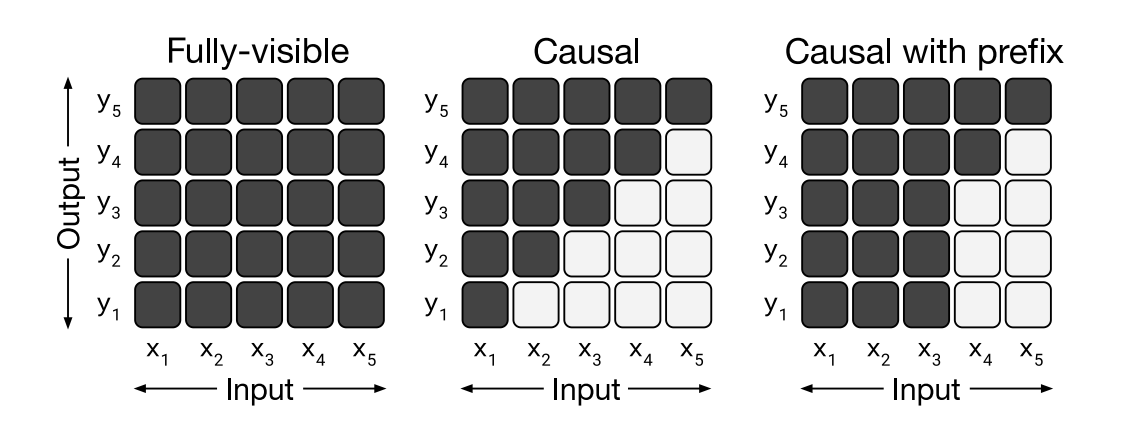 Fully-visible
Causal
Causal with prefix
Output
y5
y4
y3
y2
y1
x1 x2 x3 x4 x5
Input
y5
y4
y3
y2
y1
x1 x2 x3 x4 x5
Input
y5
y4
y3
y2
y1
x1 x2 x3 x4 x5
Input